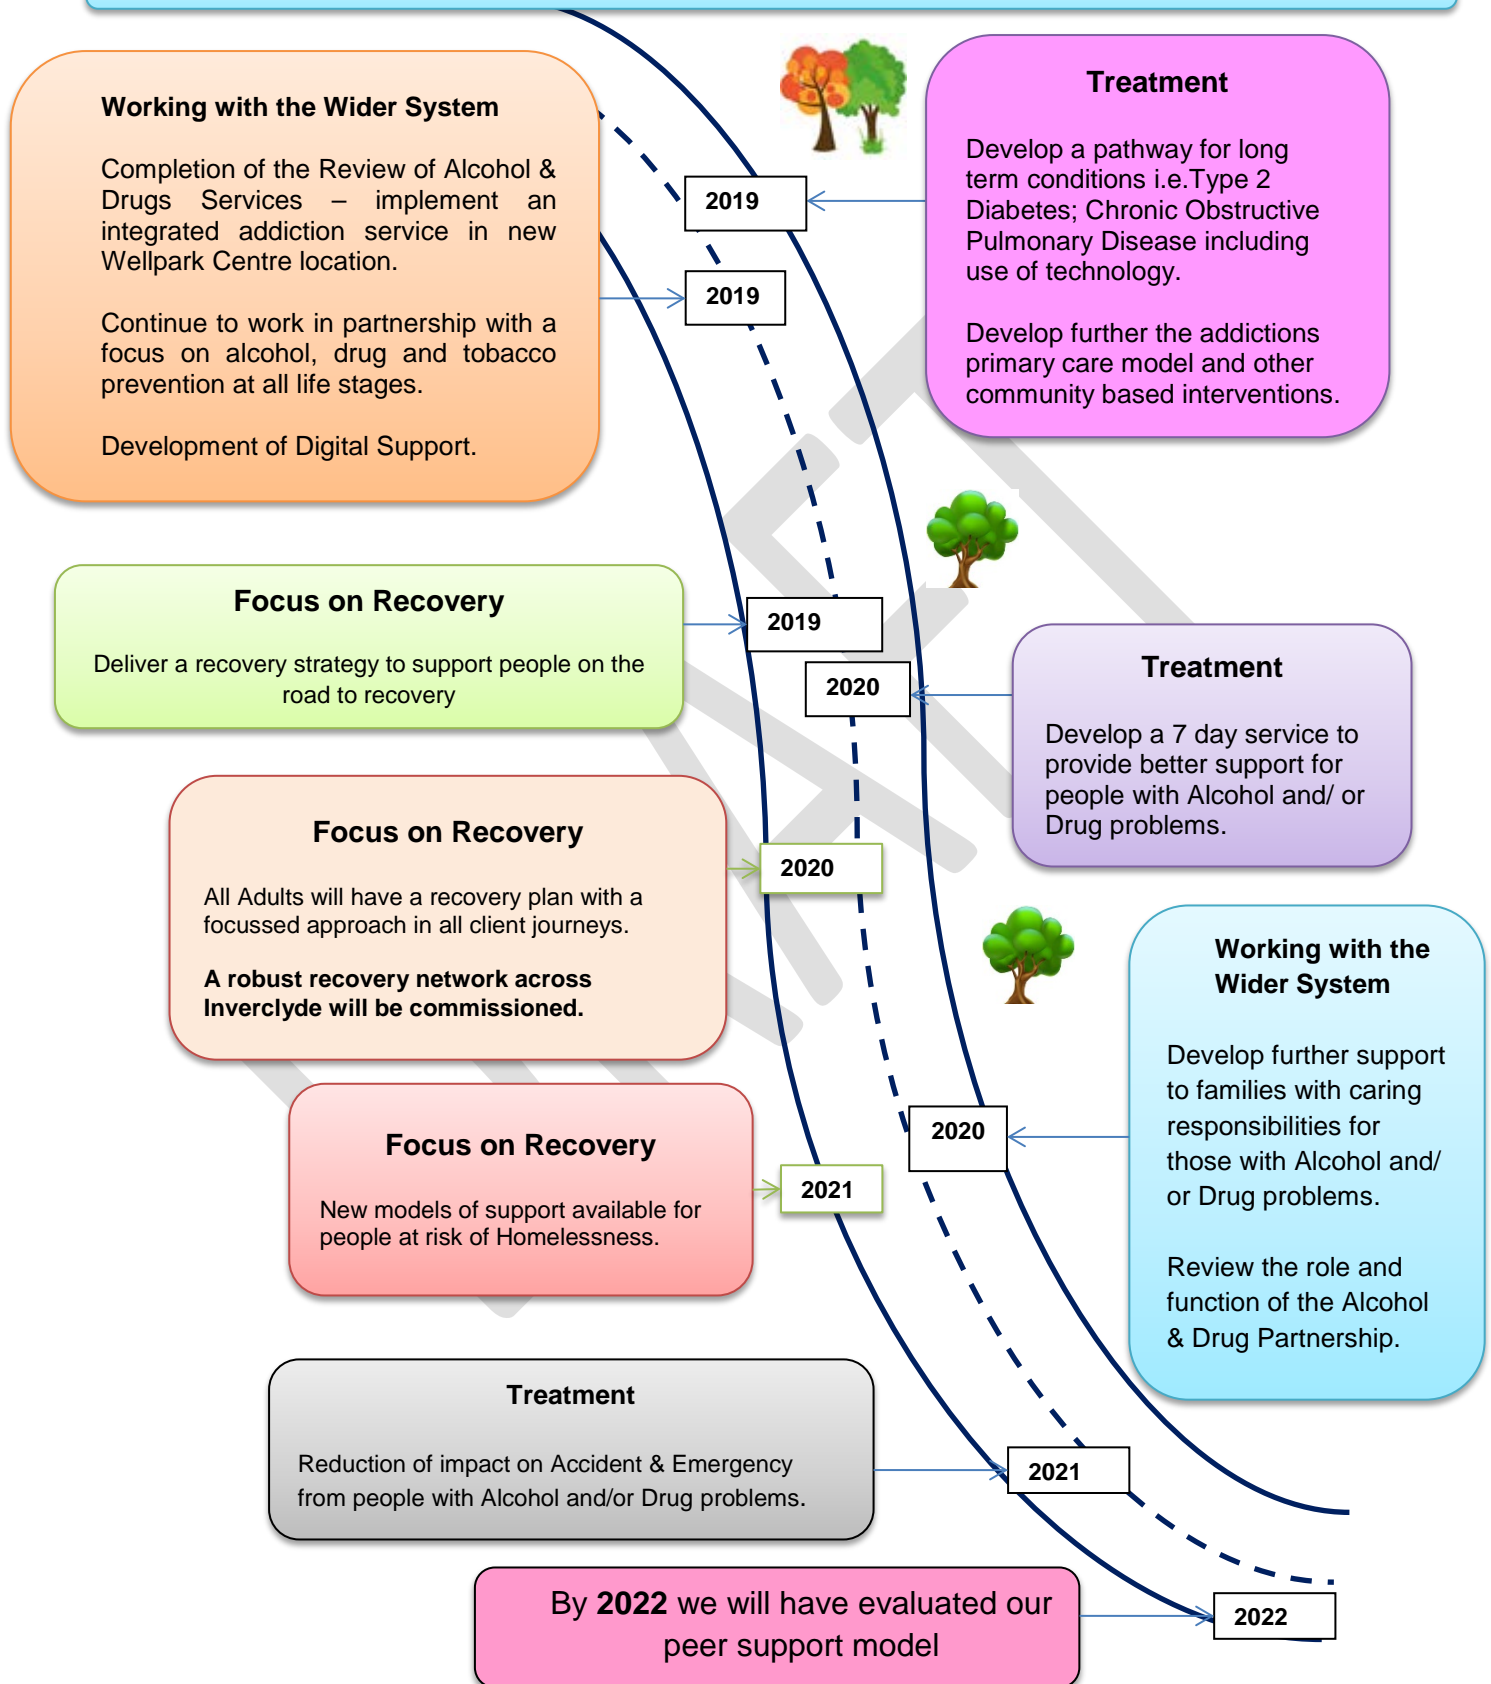 Working with the Wider System
Completion of the Review of Alcohol &
Drugs Services – implement an
integrated addiction service in new
Wellpark Centre location.
Continue to work in partnership with a
focus on alcohol, drug and tobacco
prevention at all life stages.
Development of Digital Support.
2019
2019
Treatment
Develop a pathway for long
term conditions i.e.Type 2
Diabetes; Chronic Obstructive
Pulmonary Disease including
use of technology.
Develop further the addictions
primary care model and other
community based interventions.
Focus on Recovery
Deliver a recovery strategy to support people on the
road to recovery
2019
2020
Treatment
Develop a 7 day service to
provide better support for
people with Alcohol and/ or
Drug problems.
Focus on Recovery
All Adults will have a recovery plan with a
focussed approach in all client journeys.
A robust recovery network across
Inverclyde will be commissioned.
2020
Working with the
Wider System
Develop further support
to families with caring
responsibilities for
those with Alcohol and/
or Drug problems.
Review the role and
function of the Alcohol
& Drug Partnership.
2020
Focus on Recovery
New models of support available for
people at risk of Homelessness.
2021
Treatment
Reduction of impact on Accident & Emergency
from people with Alcohol and/or Drug problems.
2021
By 2022 we will have evaluated our
peer support model
2022
DRAFT